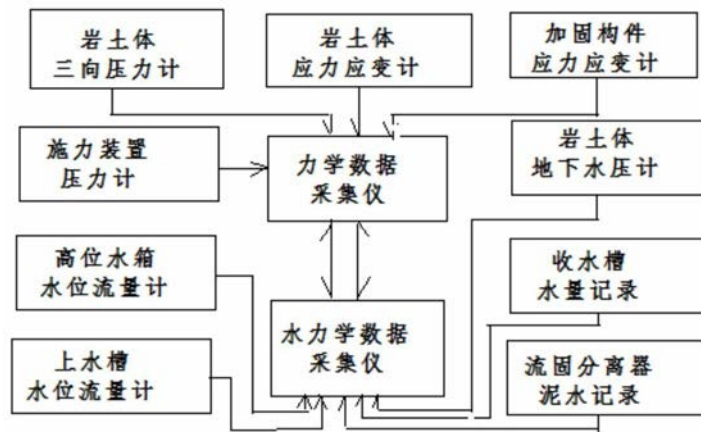 岩土体
三向压力计
岩土体
应力应变计
加固构件
应力应变计
施力装置
压力计
力学数据
采集仪
岩土体
地下水压计
高位水箱
水位流量计
水力学数据
采集仪
收水槽
水量记录
上水槽
水位流量计
流固分离器
泥水记录